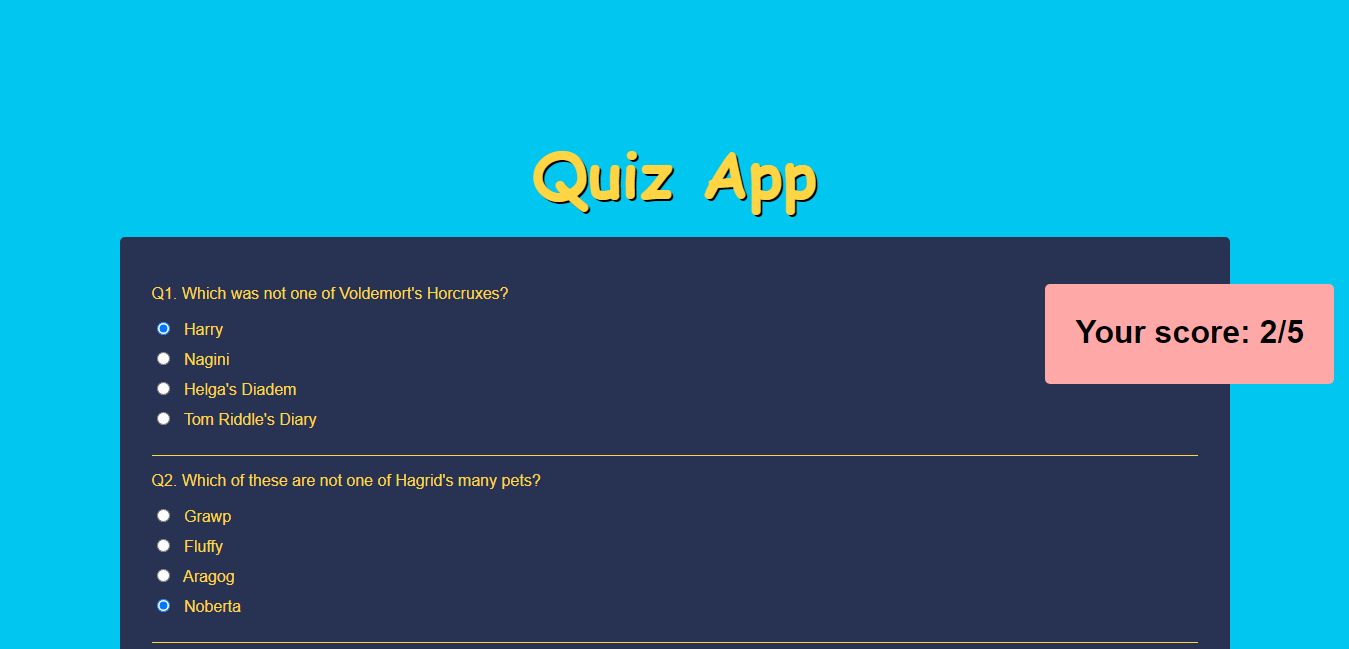 Quiz App
Q1. Which was not one of Voldemort's Horcruxes?
Your score: 2/5
Harry
Nagini
Helga's Diadem
Tom Riddle's Diary
Q2. Which of these are not one of Hagrid's many pets?
Grawp
Fluffy
Aragog
Noberta